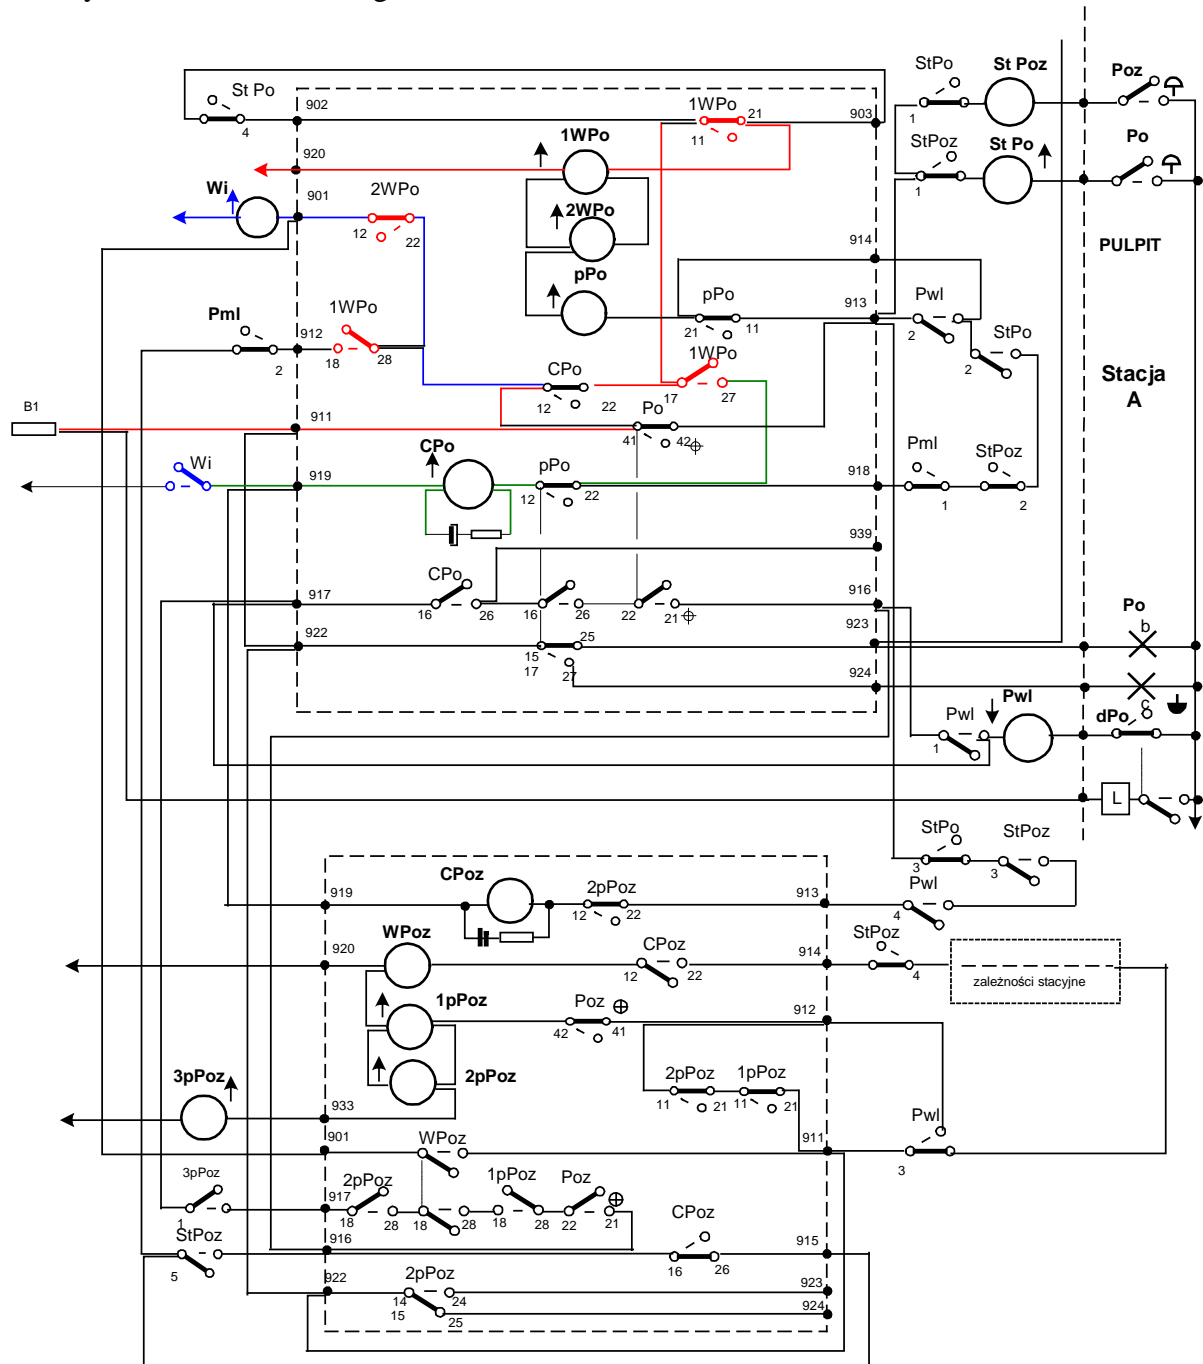 StPo
St Poz
Poz
St Po
4
902
1WPo
21
11
903
1
1WPo
920
StPoz
1
St Po
Po
Wi
901
2WPo
12
22
2WPo
914
PULPIT
pPo
pPo
21
11
913
Pwl
2
StPo
2
Pml
2
912
1WPo
18
28
1WPo
17
27
CPo
12
22
Stacja
A
B1
911
Po
41
42
CPo
Pml
1
StPoz
2
Wi
919
pPo
12
22
918
939
CPo
917
16
26
16
26
22
21
916
Po
b
922
25
15
17
27
923
924
Pwl
c
dPo
Pwl
1
L
StPo
3
StPoz
3
CPoz
919
2pPoz
12
22
913
Pwl
4
WPoz
920
CPoz
12
22
914
StPoz
4
zależności stacyjne
1pPoz
Poz
42
41
912
2pPoz
3pPoz
2pPoz
11
21
1pPoz
11
21
933
Pwl
3
901
WPoz
911
3pPoz
1
917
2pPoz
18
28
18
28
1pPoz
18
28
Poz
22
21
StPoz
5
916
CPoz
16
26
915
922
2pPoz
14
15
24
25
923
924